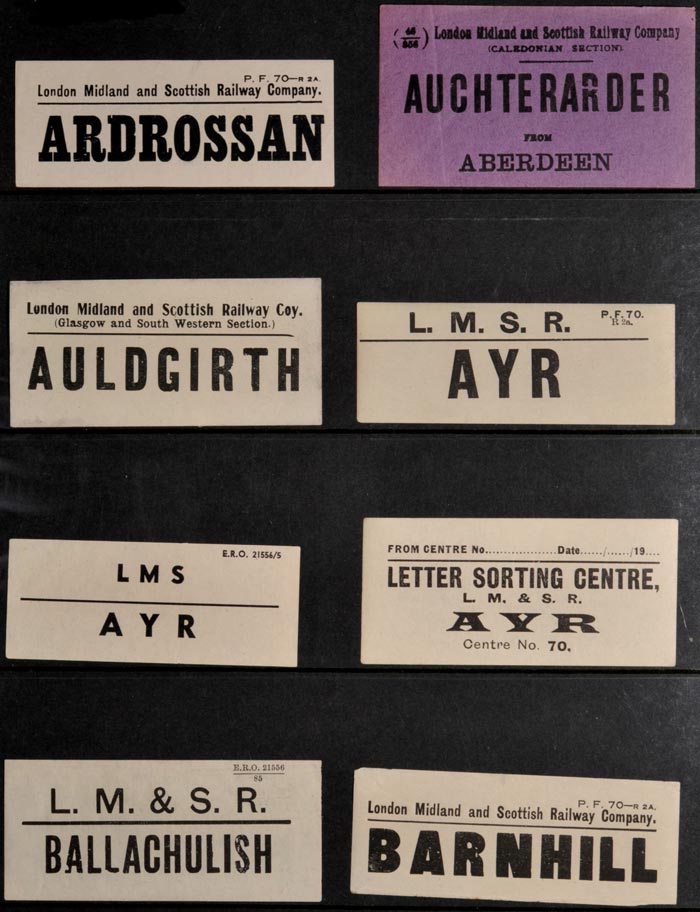 P. F. 70—R 2A.
London Midland and Scottish Railway Company.
ARDROSSAN
(45/356) London Midland and Scottish Railway Company
(CALEDONIAN SECTION)
AUCHTERARDER
FROM
ABERDEEN
London Midland and Scottish Railway Coy.
(Glasgow and South Western Section.)
AULDGIRTH
L. M. S. R. P.F. 70.
R 2a.
AYR
E.R.O. 21556/5
LMS
AYR
FROM CENTRE No...................Date....../....../19....
LETTER SORTING CENTRE,
L. M. & S. R.
AYR
Centre No. 70.
E.R.O. 21556
85
L. M. & S. R.
BALLACHULISH
P. F. 70—R 2A.
London Midland and Scottish Railway Company.
BARNHILL